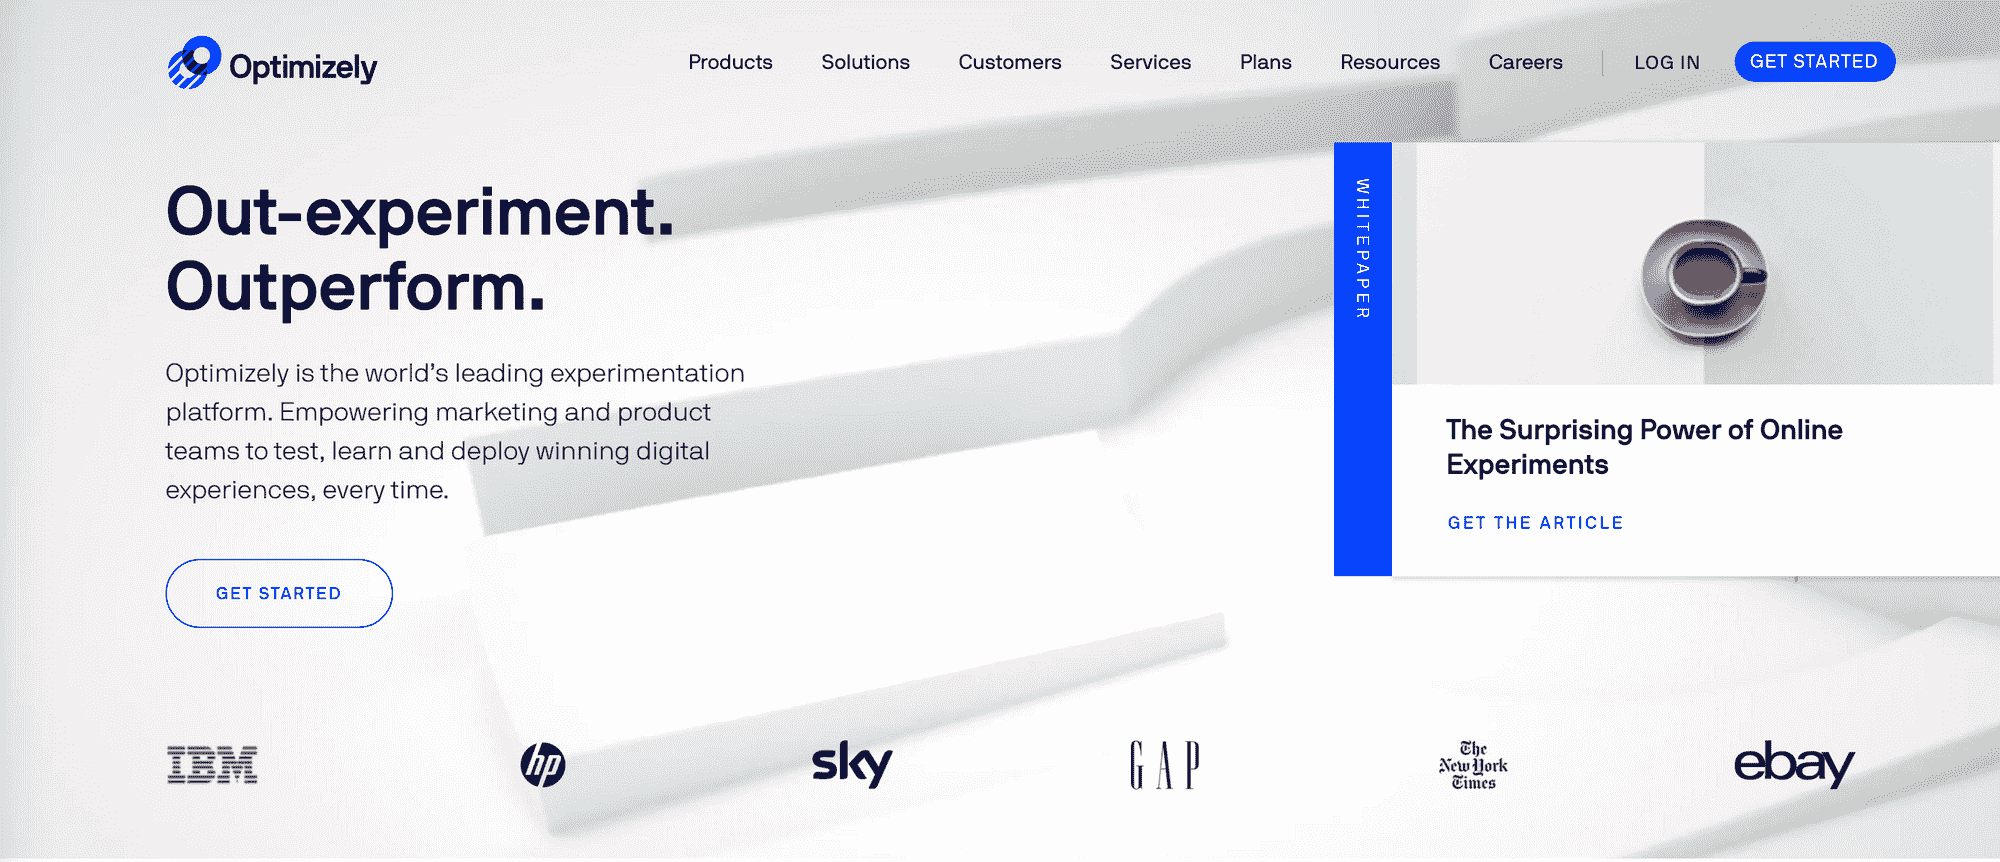 Optimizely
Products
Solutions
Customers
Services
Plans
Resources
Careers
LOG IN
GET STARTED
Out-experiment.
Outperform.
Optimizely is the world's leading experimentation
platform. Empowering marketing and product
teams to test, learn and deploy winning digital
experiences, every time.
GET STARTED
WHITEPAPER
The Surprising Power of Online
Experiments
GET THE ARTICLE
IBM
hp
sky
GAP
The
New York
Times
ebay